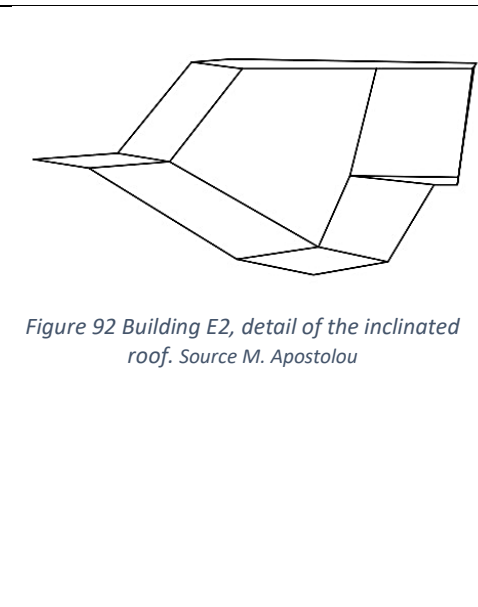 Figure 92 Building E2, detail of the inclinated
roof. Source M. Apostolou